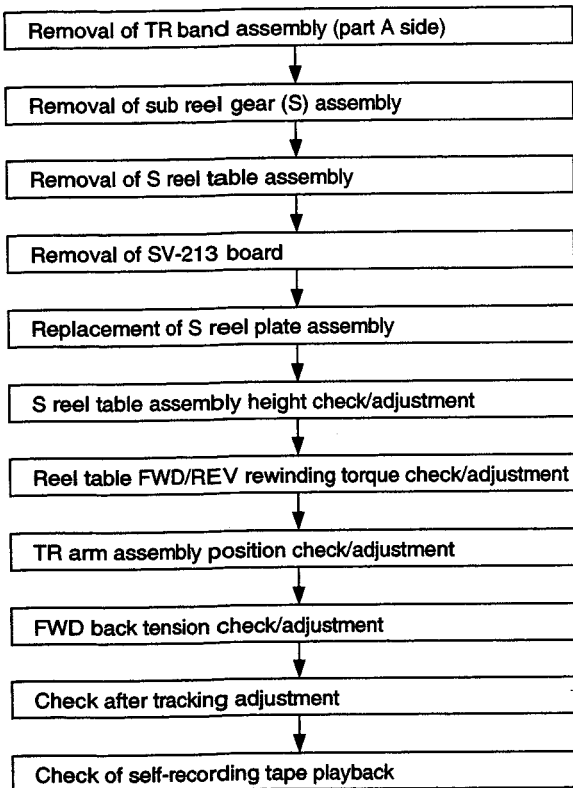 Removal of TR band assembly (part A side)
Removal of sub reel gear (S) assembly
Removal of S reel table assembly
Removal of SV-213 board
Replacement of S reel plate assembly
S reel table assembly height check/adjustment
Reel table FWD/REV rewinding torque check/adjustment
TR arm assembly position check/adjustment
FWD back tension check/adjustment
Check after tracking adjustment
Check of self-recording tape playback